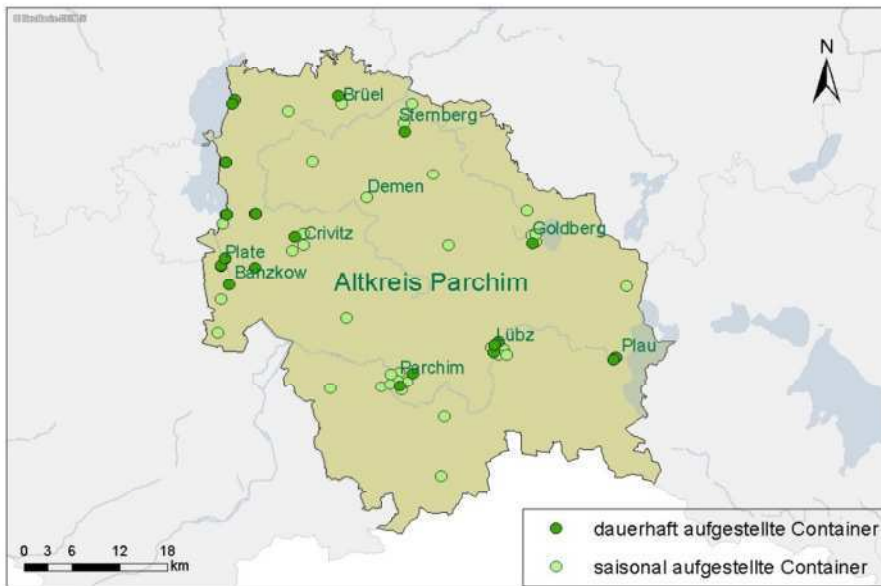 N
Brüel
Sternberg
Demen
Goldberg
Crivitz
Plate
Banzkow
Altkreis Parchim
Lübz
Plau
Parchim
0 3 6 12 18
km
dauerhaft aufgestellte Container
saisonal aufgestellte Container